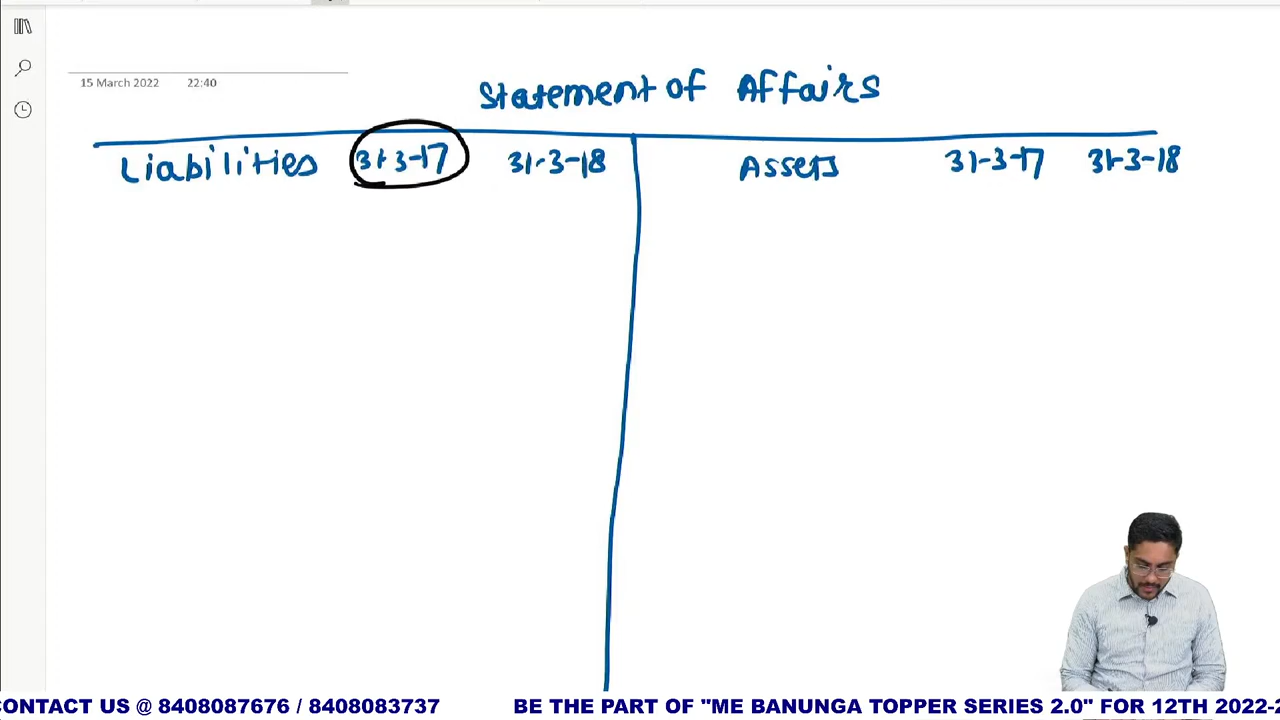 15 March 2022 22:40
Statement of Affairs
Liabilities 31-3-17 31-3-18 Assets 31-3-17 31-3-18
CONTACT US @ 8408087676 / 8408083737 BE THE PART OF "ME BANUNGA TOPPER SERIES 2.0" FOR 12TH 2022-2